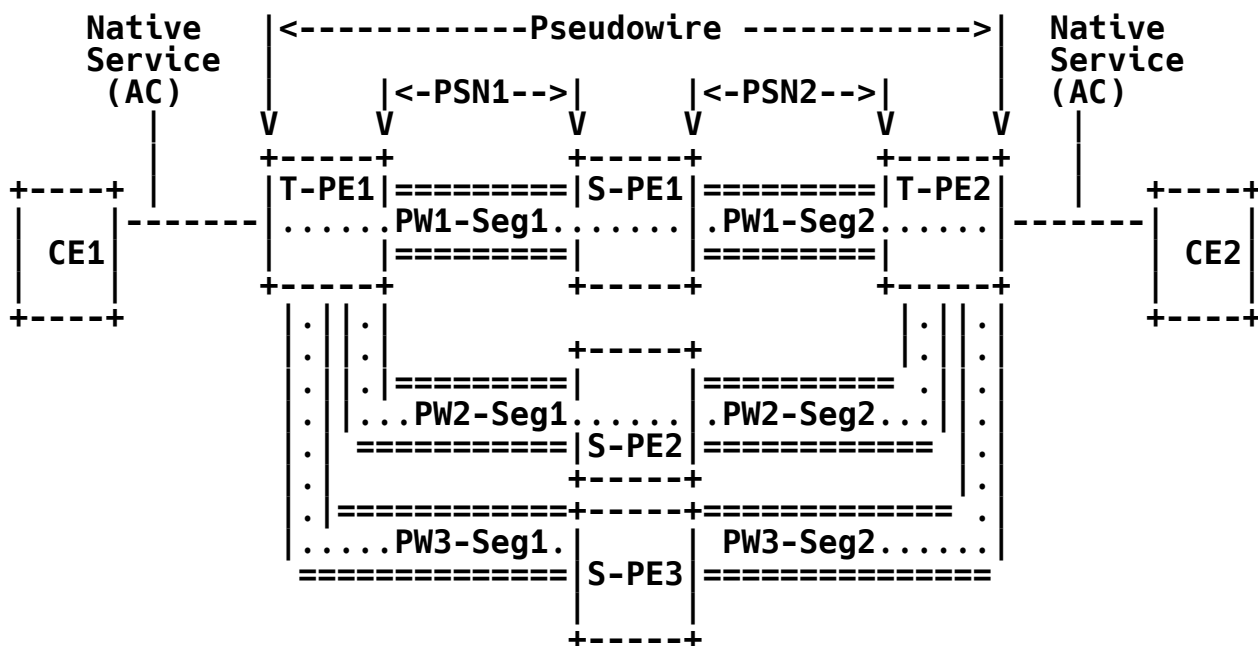 Native |<------------Pseudowire ------------>| Native
Service | | Service
(AC) | |<-PSN1-->| |<-PSN2-->| | (AC)
| V V V V V V |
| +-----+ +-----+ +-----+ |
+----+ | |T-PE1|=========|S-PE1|=========|T-PE2| | +----+
| |-------|......PW1-Seg1.......|.PW1-Seg2......|-------| |
| CE1| | |=========| |=========| | | CE2|
| | +-----+ +-----+ +-----+ | |
+----+ |.||.| |.||.| +----+
|.||.| +-----+ |.||.|
|.||.|=========| |========== .||.|
|.||...PW2-Seg1......|.PW2-Seg2...||.|
|.| ===========|S-PE2|============ |.|
|.| +-----+ |.|
|.|============+-----+============= .|
|.....PW3-Seg1.| | PW3-Seg2......|
==============|S-PE3|===============
| |
+-----+